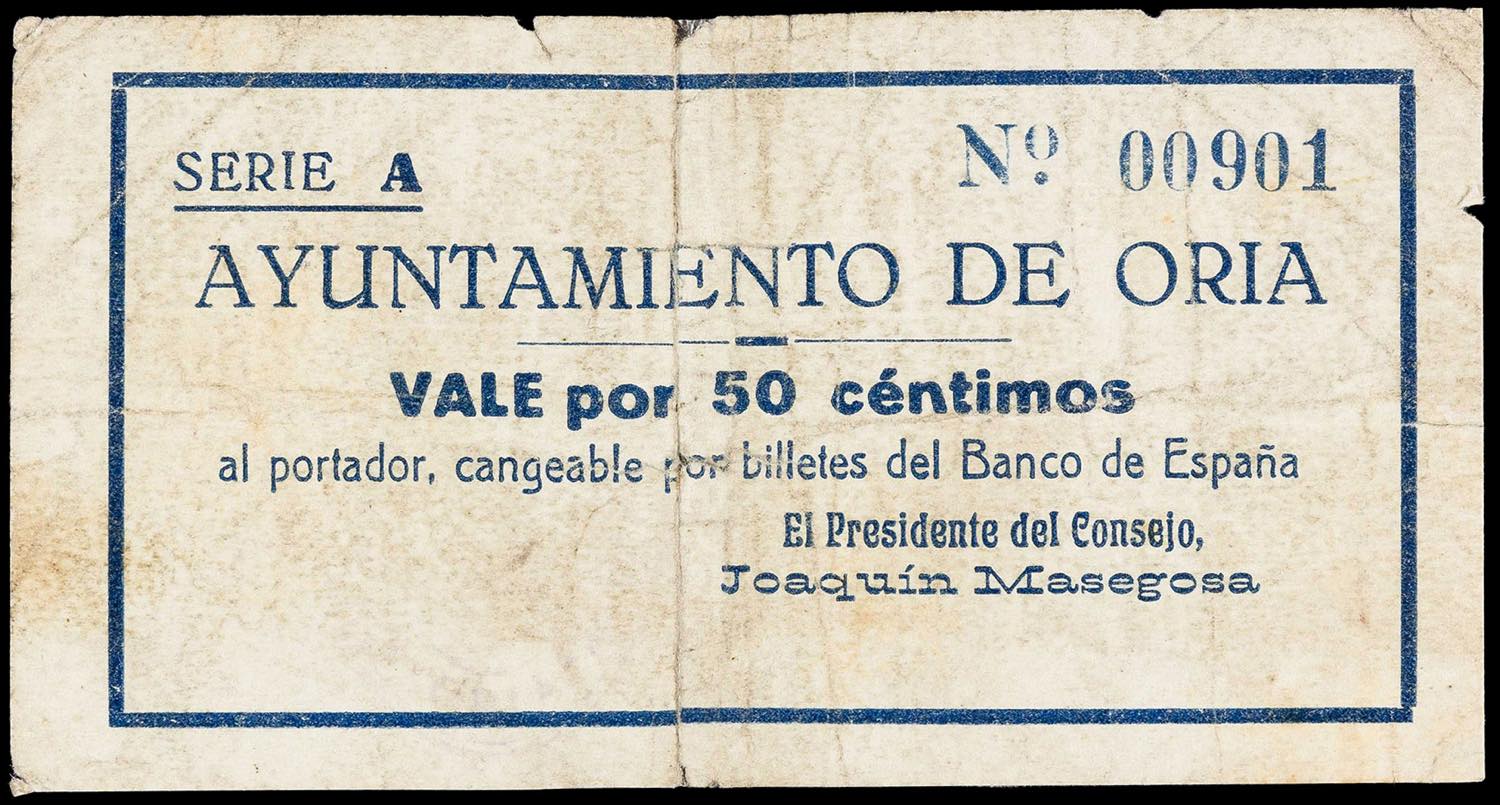 SERIE A
Nº 00901
AYUNTAMIENTO DE ORIA
VALE por 50 céntimos
al portador, cangeable por billetes del Banco de España
El Presidente del Consejo,
Joaquín Masegosa